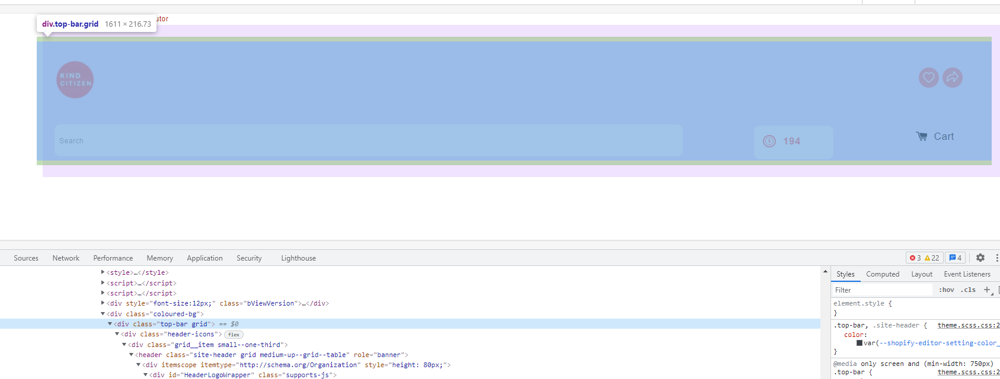 utor
div.top-bar.grid 1611 × 216.73
KIND
CITIZEN
Search
194
Cart
Sources Network Performance Memory Application Security Lighthouse
3 22 4
<style>…</style>
<script>…</script>
<script>…</script>
<div style="font-size:12px;" class="bViewVersion">…</div>
<div class="coloured-bg">
<div class="top-bar grid"> == $0
<div class="header-icons"> flex
<div class="grid__item small--one-third">
<header class="site-header grid medium-up--grid--table" role="banner">
<div itemscope itemtype="http://schema.org/Organization" style="height: 80px;">
<div id="HeaderLogoWrapper" class="supports-js">
Styles Computed Layout Event Listeners
Filter :hov .cls +
element.style {
}
.top-bar, .site-header { theme.scss.css:2
color:
var(--shopify-editor-setting-color_
}
@media only screen and (min-width: 750px)
.top-bar { theme.scss.css:2